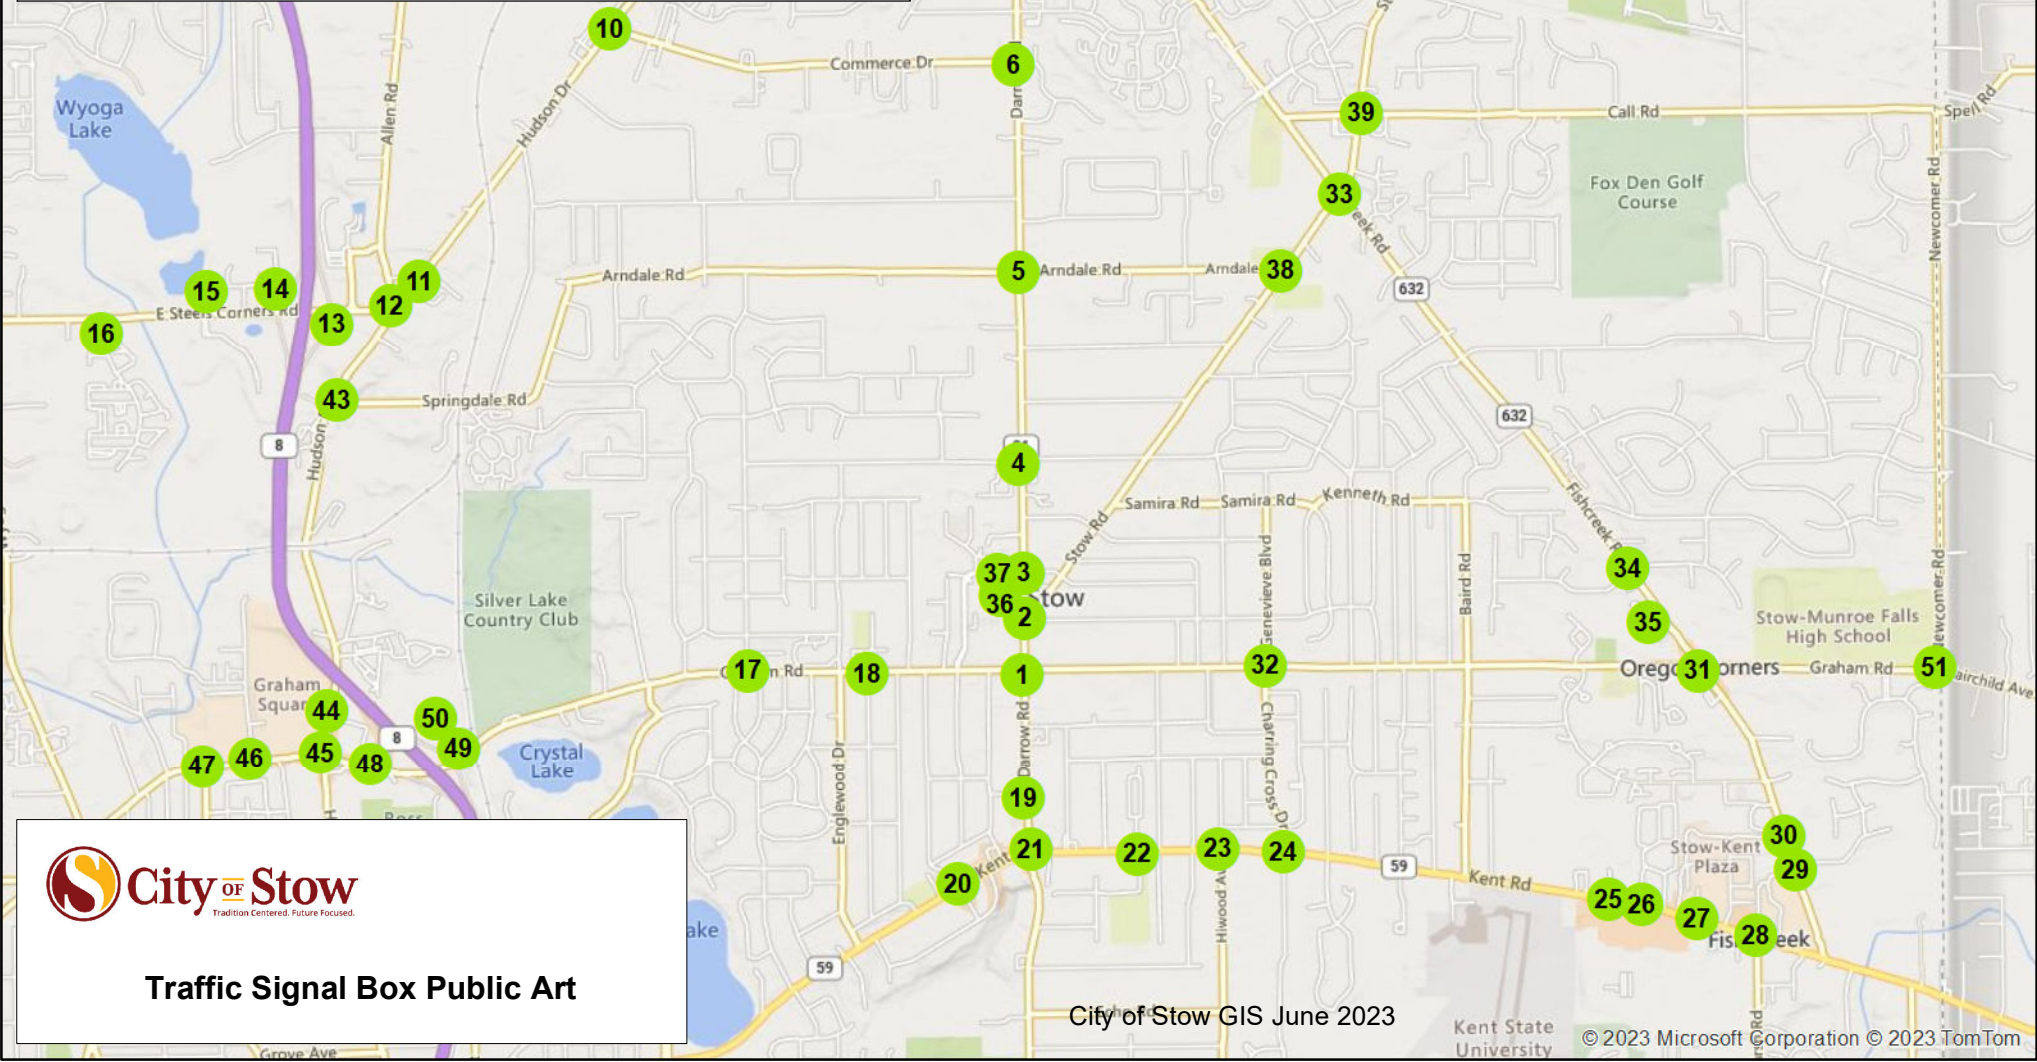 10
6
Commerce Dr
Wyoga
Lake
Allen Rd
Hudson Dr
39
Call Rd
Spell Rd
33
Fox Den Golf
Course
Newcomer Rd
15
14
11
12
13
16
E Steels Corners Rd
Arndale Rd
5
Arndale Rd
Arndale
38
632
43
Springdale Rd
8
Hudson
4
632
Samira Rd
Samira Rd
Kenneth Rd
Fishcreek R
Stow Rd
37
3
36
2
Stow
Genevieve Blvd
Baird Rd
34
35
Newcomer Rd
Silver Lake
Country Club
Stow-Munroe Falls
High School
17
18
1
32
31
Graham Rd
51
Graham
44
50
49
8
47
46
45
48
Crystal
Lake
Englewood Dr
Darrow Rd
Charring Cross Dr
19
21
20
Kent
22
23
24
59
Kent Rd
Hiwood Av
Stow-Kent
Plaza
30
29
25
26
27
28
59
City of Stow
Tradition Centered. Future Focused.
Traffic Signal Box Public Art
City of Stow GIS June 2023
Kent State
University
Grove Ave
© 2023 Microsoft Corporation © 2023 TomTom